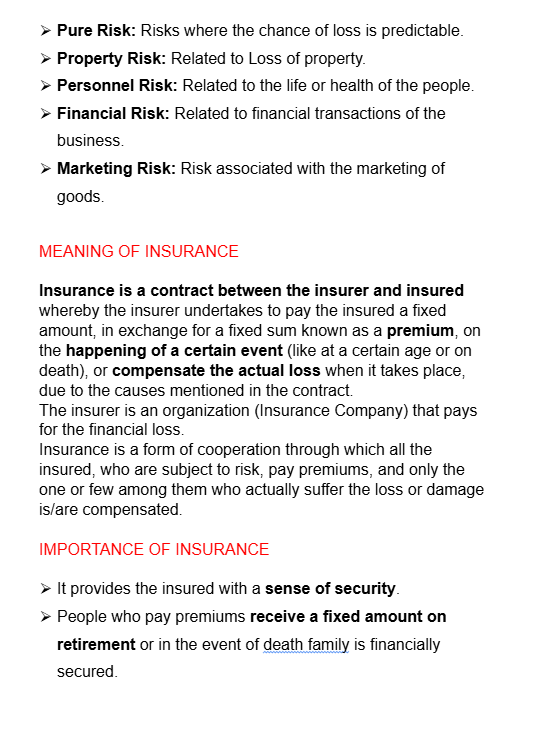 ➢ Pure Risk: Risks where the chance of loss is predictable.
➢ Property Risk: Related to Loss of property.
➢ Personnel Risk: Related to the life or health of the people.
➢ Financial Risk: Related to financial transactions of the
business.
➢ Marketing Risk: Risk associated with the marketing of
goods.
MEANING OF INSURANCE
Insurance is a contract between the insurer and insured
whereby the insurer undertakes to pay the insured a fixed
amount, in exchange for a fixed sum known as a premium, on
the happening of a certain event (like at a certain age or on
death), or compensate the actual loss when it takes place,
due to the causes mentioned in the contract.
The insurer is an organization (Insurance Company) that pays
for the financial loss.
Insurance is a form of cooperation through which all the
insured, who are subject to risk, pay premiums, and only the
one or few among them who actually suffer the loss or damage
is/are compensated.
IMPORTANCE OF INSURANCE
➢ It provides the insured with a sense of security.
➢ People who pay premiums receive a fixed amount on
retirement or in the event of death family is financially
secured.